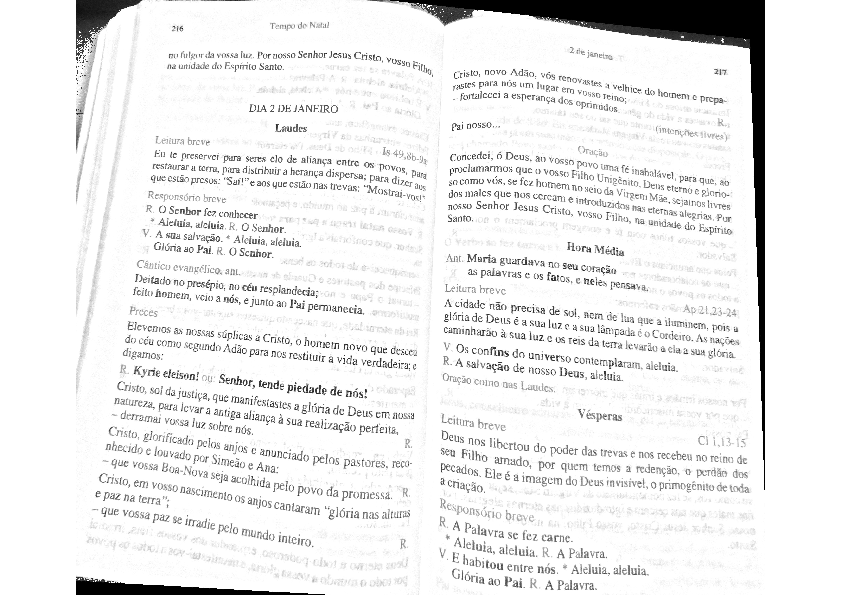 216
Tempo do Natal
no fulgor da vossa luz. Por nosso Senhor Jesus Cristo, vosso Filho,
na unidade do Espírito Santo.
DIA 2 DE JANEIRO
Laudes
Leitura breve Is 49,8b-9a
Eu te preservei para seres elo de aliança entre os povos, para
restaurar a terra, para distribuir a herança dispersa; para dizer aos
que estão presos: "Saí!" e aos que estão nas trevas: "Mostrai-vos!"
Responsório breve
R. O Senhor fez conhecer
* Aleluia, aleluia. R. O Senhor.
V. A sua salvação. * Aleluia, aleluia.
Glória ao Pai. R. O Senhor.
Cântico evangélico, ant.
Deitado no presépio, no céu resplandecia;
feito homem, veio a nós, e junto ao Pai permanecia.
Preces
Elevemos as nossas súplicas a Cristo, o homem novo que desceu
do céu como segundo Adão para nos restituir a vida verdadeira; e
digamos:
R. Kyrie eleison! ou: Senhor, tende piedade de nós!
Cristo, sol da justiça, que manifestastes a glória de Deus em nossa
natureza, para levar a antiga aliança à sua realização perfeita,
– derramai vossa luz sobre nós. R.
Cristo, glorificado pelos anjos e anunciado pelos pastores, reco-
nhecido e louvado por Simeão e Ana:
– que vossa Boa-Nova seja acolhida pelo povo da promessa. R.
Cristo, em vosso nascimento os anjos cantaram "glória nas alturas
e paz na terra";
– que vossa paz se irradie pelo mundo inteiro. R.
2 de janeiro
217
Cristo, novo Adão, vós renovastes a velhice do homem e prepa-
rastes para nós um lugar em vosso reino;
– fortalecei a esperança dos oprimidos. R.
(intenções livres)
Pai nosso...
Oração
Concedei, ó Deus, ao vosso povo uma fé inabalável, para que, ao
proclamarmos que o vosso Filho Unigênito, Deus eterno e glorio-
so como vós, se fez homem no seio da Virgem Mãe, sejamos livres
dos males que nos cercam e introduzidos nas eternas alegrias. Por
nosso Senhor Jesus Cristo, vosso Filho, na unidade do Espírito
Santo.
Hora Média
Ant. Maria guardava no seu coração
as palavras e os fatos, e neles pensava.
Leitura breve Ap 21,23-24
A cidade não precisa de sol, nem de lua que a iluminem, pois a
glória de Deus é a sua luz e a sua lâmpada é o Cordeiro. As nações
caminharão à sua luz e os reis da terra levarão a ela a sua glória.
V. Os confins do universo contemplaram, aleluia.
R. A salvação de nosso Deus, aleluia.
Oração como nas Laudes.
Vésperas
Leitura breve Cl 1,13-15
Deus nos libertou do poder das trevas e nos recebeu no reino de
seu Filho amado, por quem temos a redenção, o perdão dos
pecados. Ele é a imagem do Deus invisível, o primogênito de toda
a criação.
Responsório breve
R. A Palavra se fez carne.
* Aleluia, aleluia. R. A Palavra.
V. E habitou entre nós. * Aleluia, aleluia.
Glória ao Pai. R. A Palavra.